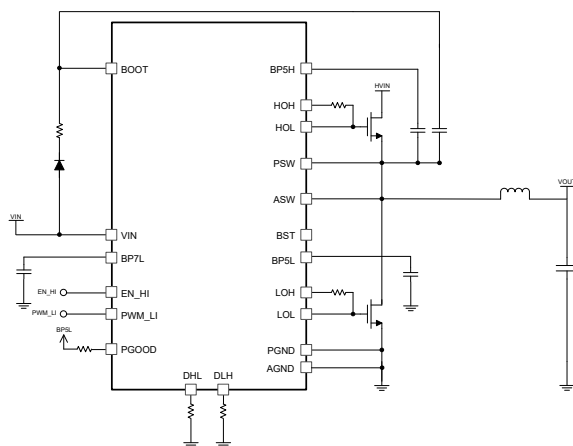 BOOT
BP5H
HVIN
HOH
HOL
PSW
VOUT
ASW
VIN
VIN
BST
BP7L
BP5L
EN_HI
EN_HI
LOH
PWM_LI
PWM_LI
LOL
BP5L
PGOOD
PGND
AGND
DHL
DLH